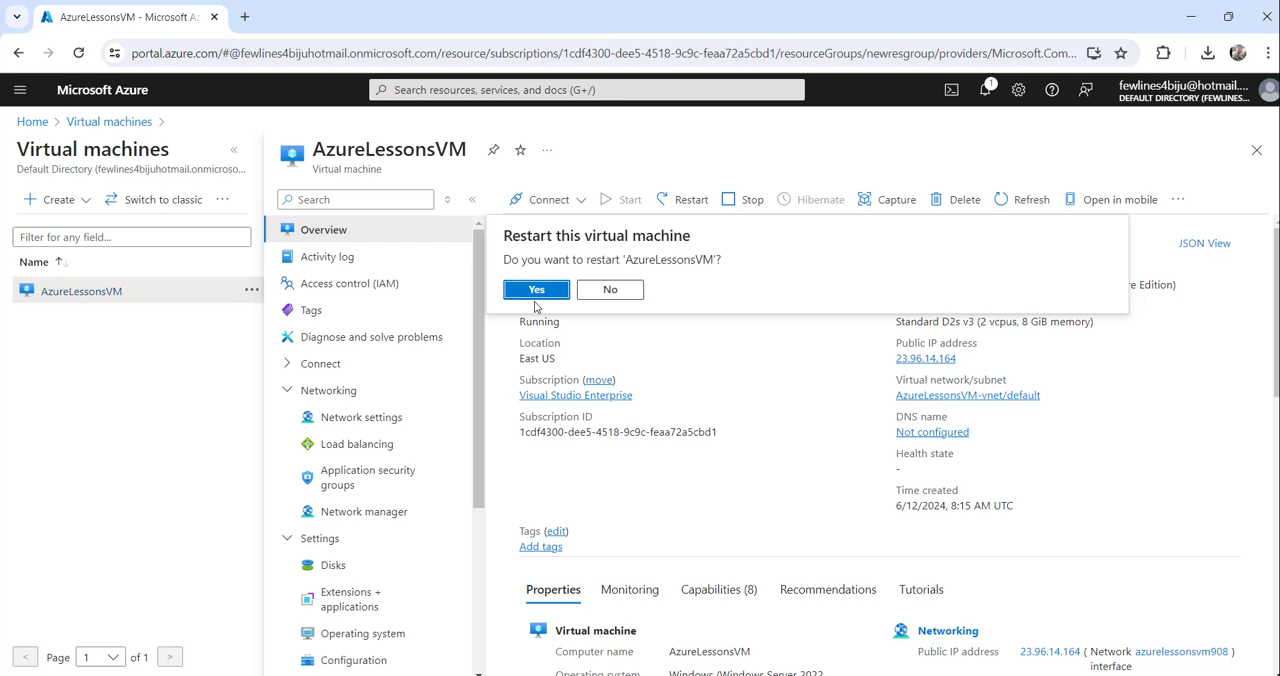 AzureLessonsVM - Microsoft Az
portal.azure.com/#@fewlines4bijuhotmail.onmicrosoft.com/resource/subscriptions/1cdf4300-dee5-4518-9c9c-feaa72a5cbd1/resourceGroups/newresgroup/providers/Microsoft.Com...
Microsoft Azure
Search resources, services, and docs (G+/)
1
fewlines4biju@hotmail....
DEFAULT DIRECTORY (FEWLINES...
Home > Virtual machines >
Virtual machines
Default Directory (fewlines4bijuhotmail.onmicroso...
Create
Switch to classic
...
Filter for any field...
Name
AzureLessonsVM
...
Page 1 of 1
AzureLessonsVM
...
Virtual machine
Search
Connect
Start
Restart
Stop
Hibernate
Capture
Delete
Refresh
Open in mobile
...
Overview
Activity log
Access control (IAM)
Tags
Diagnose and solve problems
Connect
Networking
Network settings
Load balancing
Application security
groups
Network manager
Settings
Disks
Extensions +
applications
Operating system
Configuration
Restart this virtual machine
Do you want to restart 'AzureLessonsVM'?
Yes
No
JSON View
e Edition)
Running
Location
East US
Subscription (move)
Visual Studio Enterprise
Subscription ID
1cdf4300-dee5-4518-9c9c-feaa72a5cbd1
Standard D2s v3 (2 vcpus, 8 GiB memory)
Public IP address
23.96.14.164
Virtual network/subnet
AzureLessonsVM-vnet/default
DNS name
Not configured
Health state
-
Time created
6/12/2024, 8:15 AM UTC
Tags (edit)
Add tags
Properties
Monitoring
Capabilities (8)
Recommendations
Tutorials
Virtual machine
Computer name AzureLessonsVM
Operating system Windows (Windows Server 2022
Networking
Public IP address 23.96.14.164 ( Network azurelessonsvm908 )
interface